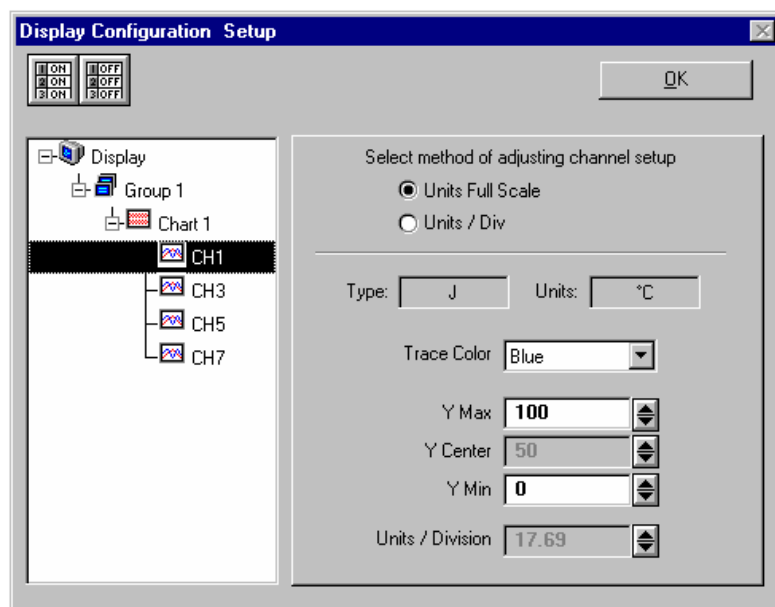 Display Configuration Setup
1 ON 1 OFF
2 ON 2 OFF
3 ON 3 OFF
OK
Display
Group 1
Chart 1
CH1
CH3
CH5
CH7
Select method of adjusting channel setup
Units Full Scale
Units / Div
Type: J Units: °C
Trace Color Blue
Y Max 100
Y Center 50
Y Min 0
Units / Division 17.69